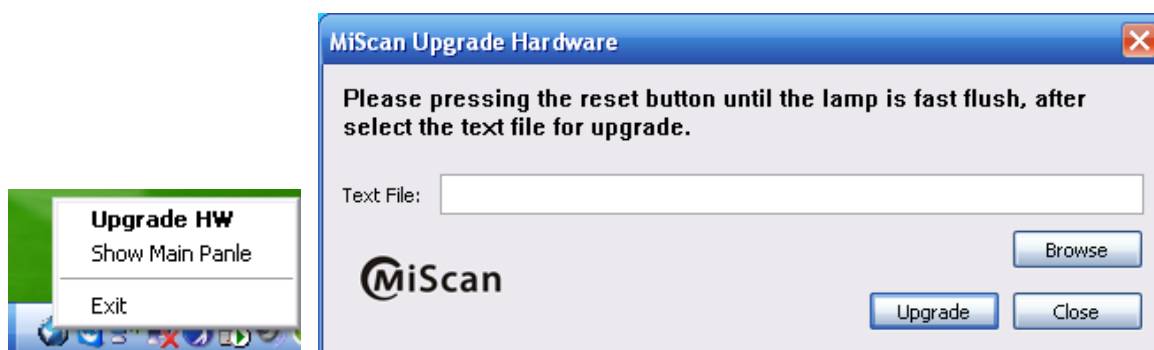 Upgrade HW
Show Main Panle
Exit
MiScan Upgrade Hardware
Please pressing the reset button until the lamp is fast flush, after
select the text file for upgrade.
Text File:
Browse
MiScan
Upgrade
Close